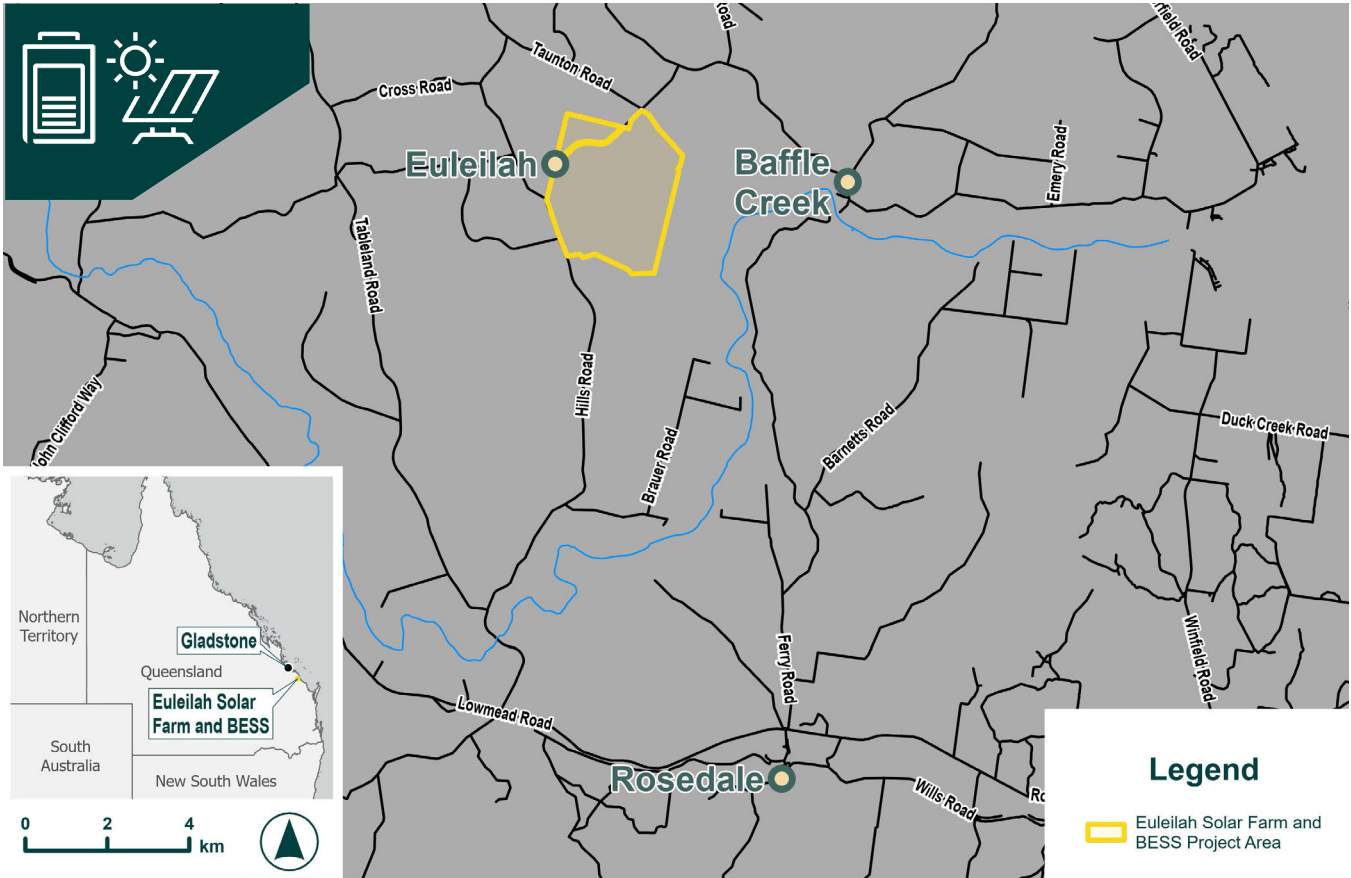 Taunton Road
Cross Road
Euleilah
Baffle
Creek
Emery Road
Tableland Road
Hills Road
Brauer Road
Barnetts Road
Duck Creek Road
John Clifford Way
Ferry Road
Winfield Road
Lowmead Road
Rosedale
Wills Road
Northern
Territory
Gladstone
Queensland
Euleilah Solar
Farm and BESS
South
Australia
New South Wales
0 2 4
km
Legend
Euleilah Solar Farm and
BESS Project Area